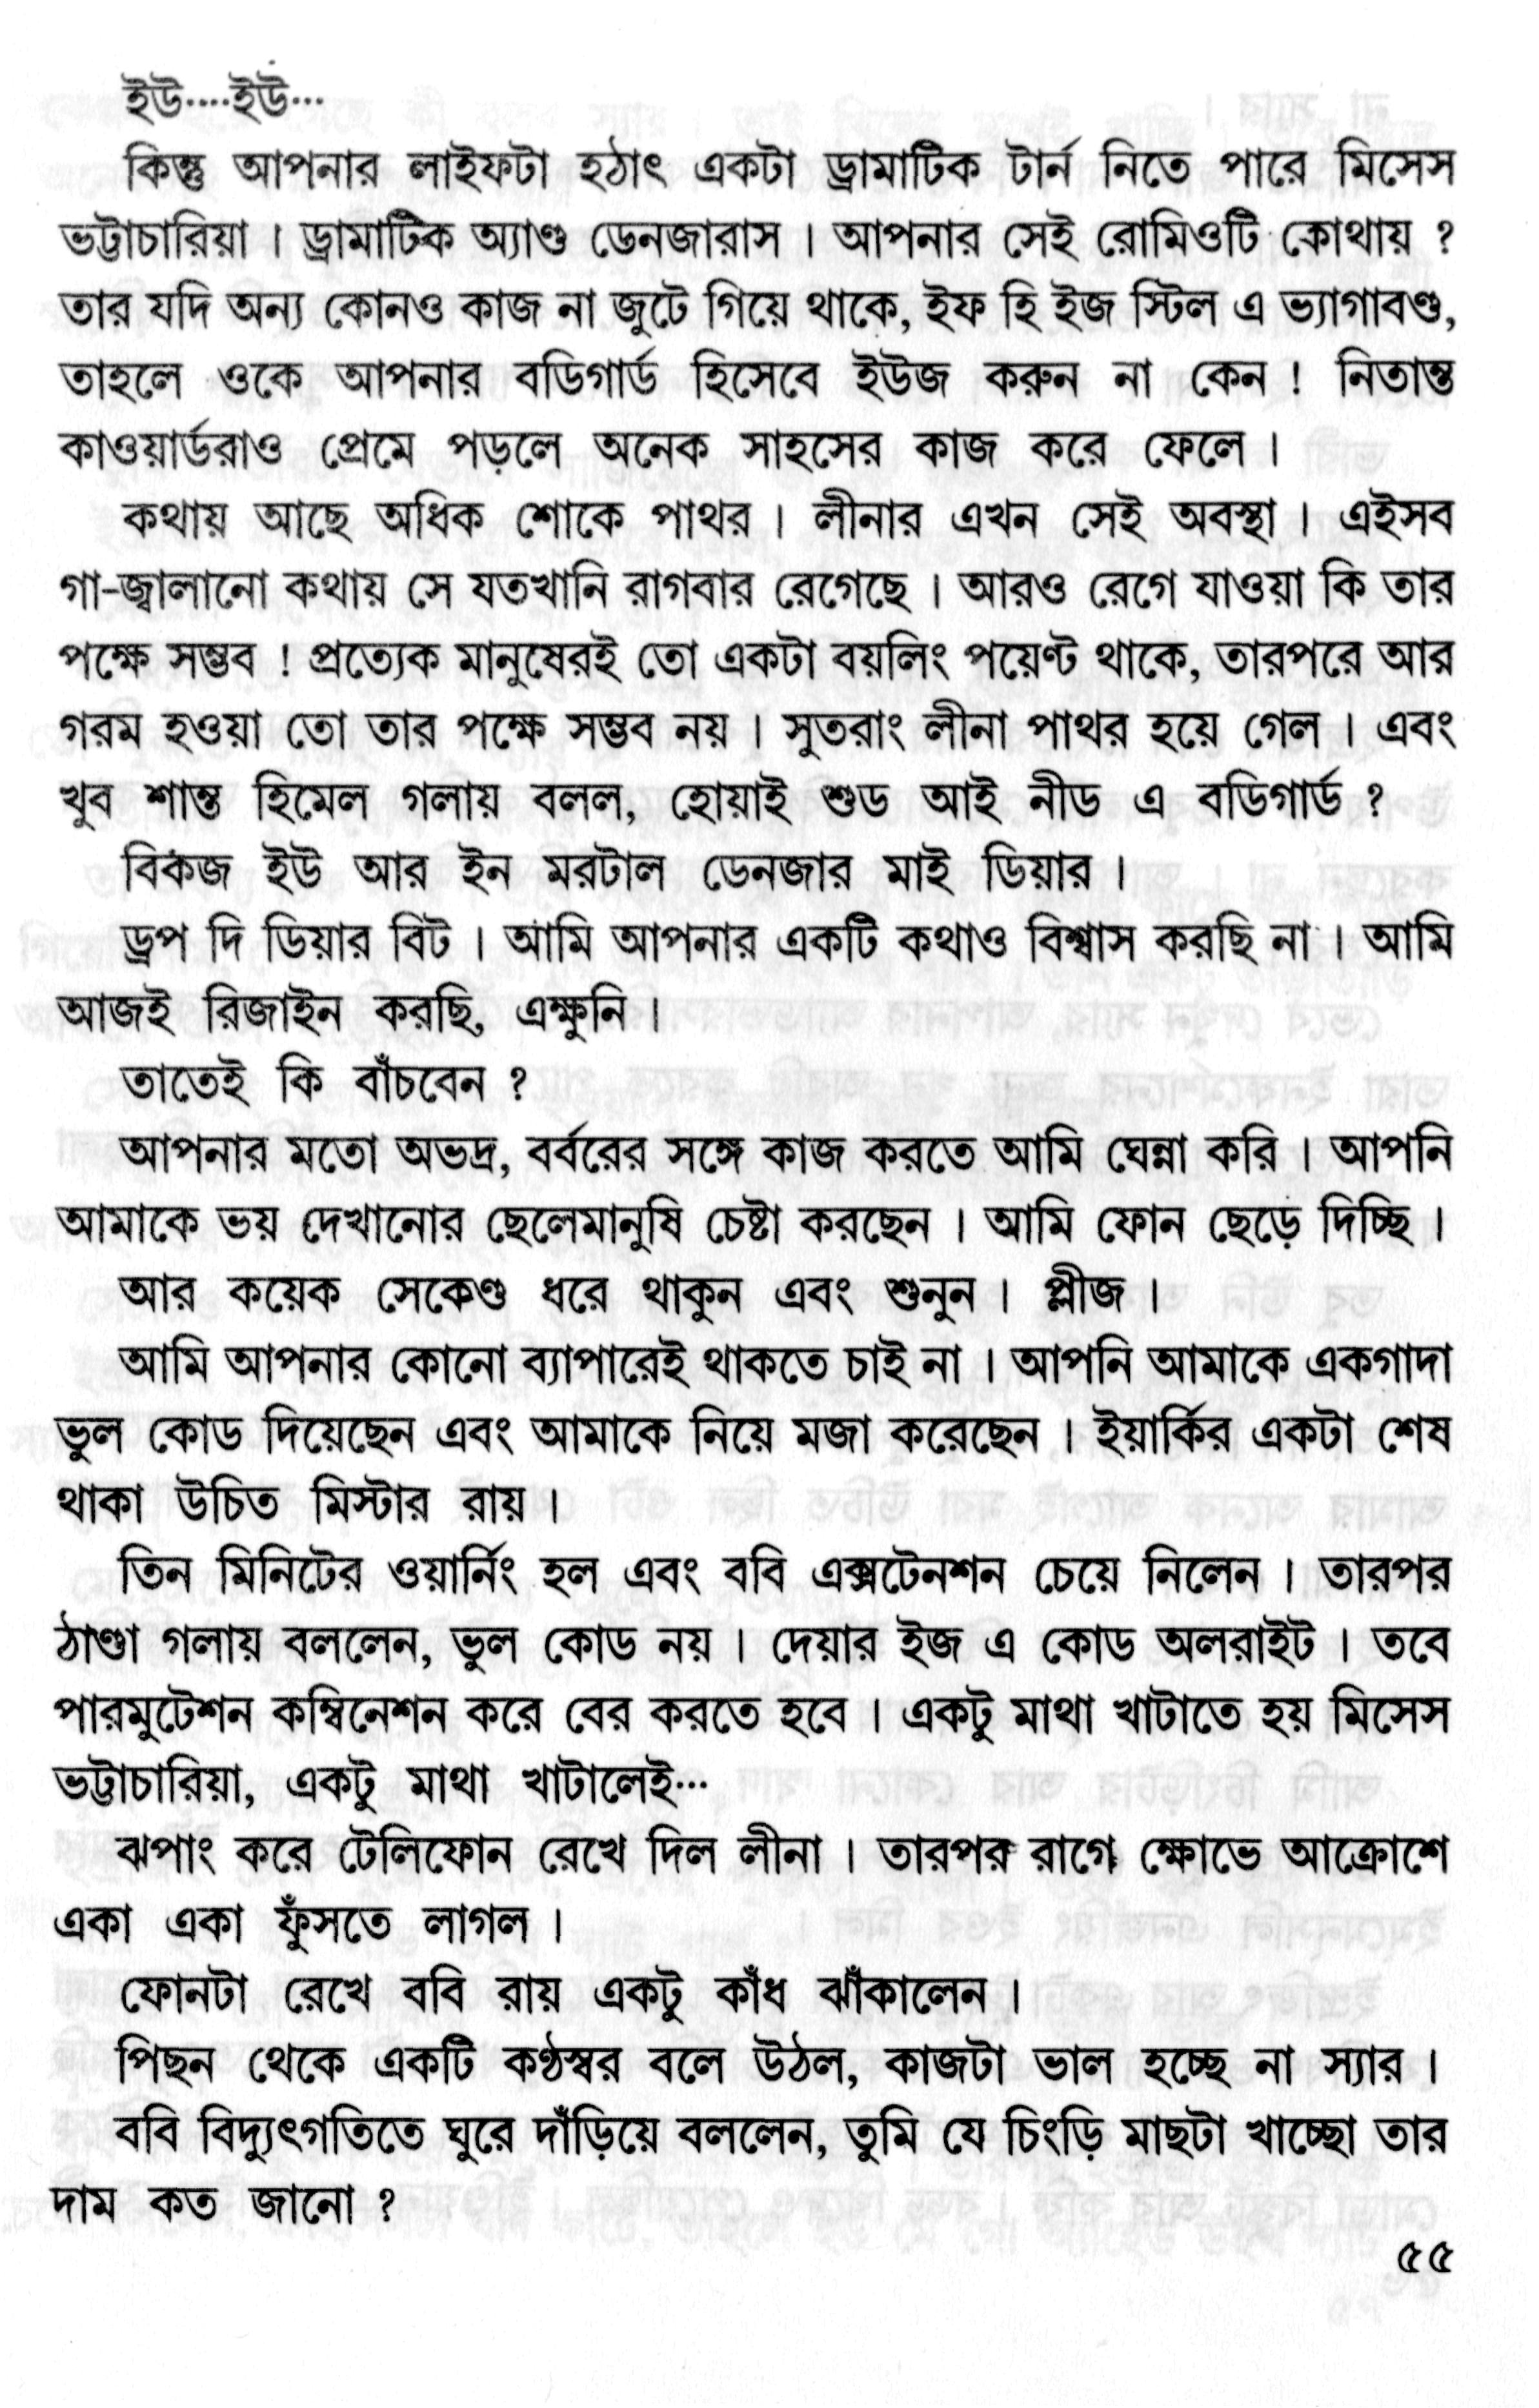 ইউ....ইউ...
কিন্তু আপনার লাইফটা হঠাৎ একটা ড্রামাটিক টার্ন নিতে পারে মিসেস
ভট্টাচারিয়া । ড্রামাটিক অ্যাণ্ড ডেনজারাস । আপনার সেই রোমিওটি কোথায় ?
তার যদি অন্য কোনও কাজ না জুটে গিয়ে থাকে, ইফ হি ইজ স্টিল এ ভ্যাগাবণ্ড,
তাহলে ওকে আপনার বডিগার্ড হিসেবে ইউজ করুন না কেন ! নিতান্ত
কাওয়ার্ডরাও প্রেমে পড়লে অনেক সাহসের কাজ করে ফেলে ।
কথায় আছে অধিক শোকে পাথর । লীনার এখন সেই অবস্থা । এইসব
গা-জ্বালানো কথায় সে যতখানি রাগবার রেগেছে । আরও রেগে যাওয়া কি তার
পক্ষে সম্ভব ! প্রত্যেক মানুষেরই তো একটা বয়লিং পয়েণ্ট থাকে, তারপরে আর
গরম হওয়া তো তার পক্ষে সম্ভব নয় । সুতরাং লীনা পাথর হয়ে গেল । এবং
খুব শান্ত হিমেল গলায় বলল, হোয়াই শুড আই নীড এ বডিগার্ড ?
বিকজ ইউ আর ইন মরটাল ডেনজার মাই ডিয়ার ।
ড্রপ দি ডিয়ার বিট । আমি আপনার একটি কথাও বিশ্বাস করছি না । আমি
আজই রিজাইন করছি, এক্ষুনি ।
তাতেই কি বাঁচবেন ?
আপনার মতো অভদ্র, বর্বরের সঙ্গে কাজ করতে আমি ঘেন্না করি । আপনি
আমাকে ভয় দেখানোর ছেলেমানুষি চেষ্টা করছেন । আমি ফোন ছেড়ে দিচ্ছি ।
আর কয়েক সেকেণ্ড ধরে থাকুন এবং শুনুন । প্লীজ ।
আমি আপনার কোনো ব্যাপারেই থাকতে চাই না । আপনি আমাকে একগাদা
ভুল কোড দিয়েছেন এবং আমাকে নিয়ে মজা করেছেন । ইয়ার্কির একটা শেষ
থাকা উচিত মিস্টার রায় ।
তিন মিনিটের ওয়ার্নিং হল এবং ববি এক্সটেনশন চেয়ে নিলেন । তারপর
ঠাণ্ডা গলায় বললেন, ভুল কোড নয় । দেয়ার ইজ এ কোড অলরাইট । তবে
পারমুটেশন কম্বিনেশন করে বের করতে হবে । একটু মাথা খাটাতে হয় মিসেস
ভট্টাচারিয়া, একটু মাথা খাটালেই...
ঝপাং করে টেলিফোন রেখে দিল লীনা । তারপর রাগে ক্ষোভে আক্রোশে
একা একা ফুঁসতে লাগল ।
ফোনটা রেখে ববি রায় একটু কাঁধ ঝাঁকালেন ।
পিছন থেকে একটি কণ্ঠস্বর বলে উঠল, কাজটা ভাল হচ্ছে না স্যার ।
ববি বিদ্যুৎগতিতে ঘুরে দাঁড়িয়ে বললেন, তুমি যে চিংড়ি মাছটা খাচ্ছো তার
দাম কত জানো ?
৫৫